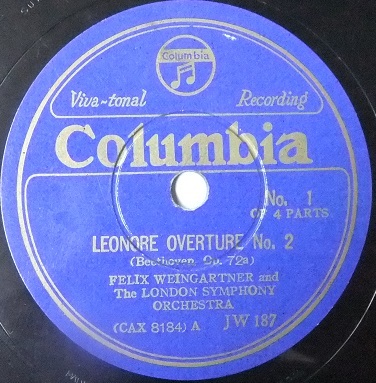 Columbia
Viva-tonal Recording
Columbia
No. 1
OF 4 PARTS
LEONORE OVERTURE No. 2
(Beethoven, Op. 72a)
FELIX WEINGARTNER and
The LONDON SYMPHONY
ORCHESTRA
(CAX 8184) A JW 187